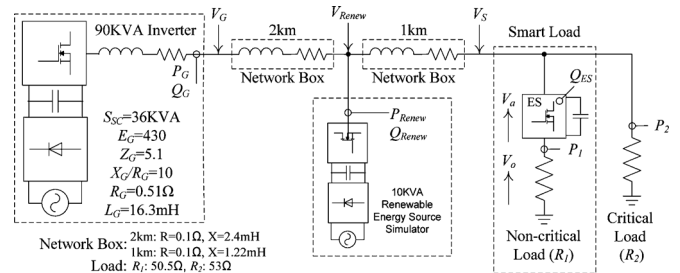 90KVA Inverter
P_G
Q_G
S_SC=36KVA
E_G=430
Z_G=5.1
X_G/R_G=10
R_G=0.51Ω
L_G=16.3mH
V_G
2km
Network Box
V_Renew
1km
Network Box
V_S
P_Renew
Q_Renew
10KVA
Renewable
Energy Source
Simulator
Smart Load
Q_ES
V_a
ES
V_o
P_1
P_2
Non-critical
Load (R_1)
Critical
Load
(R_2)
Network Box: 2km: R=0.1Ω, X=2.4mH
1km: R=0.1Ω, X=1.22mH
Load: R_1: 50.5Ω, R_2: 53Ω